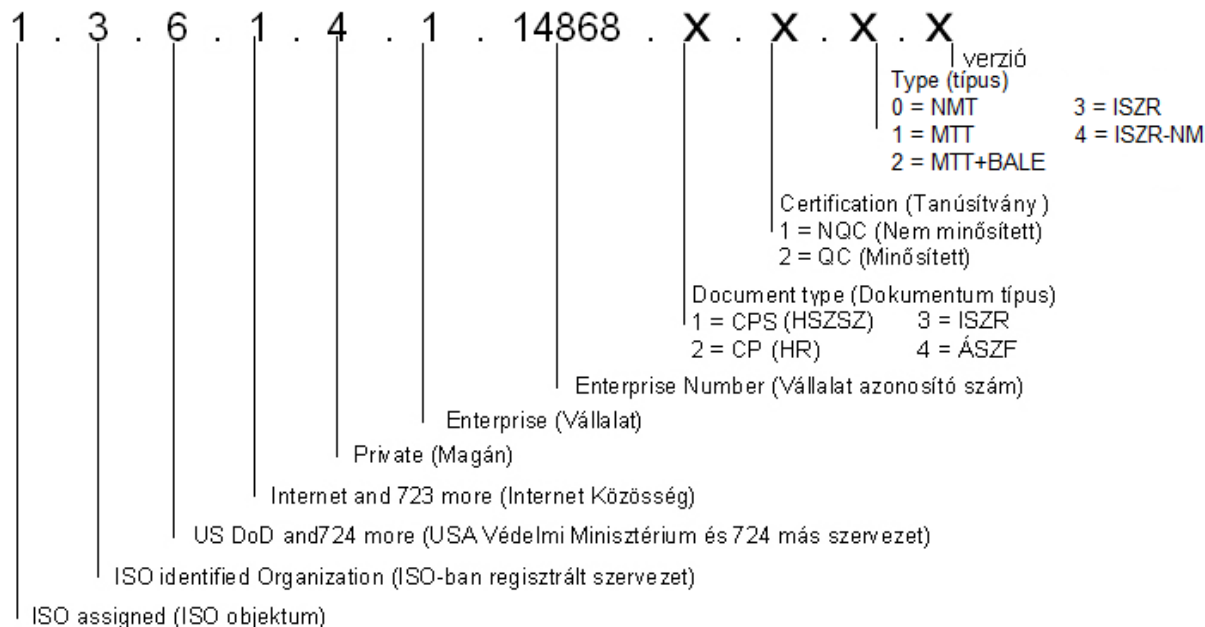 1 . 3 . 6 . 1 . 4 . 1 . 14868 . X . X . X . X
verzió
Type (típus)
0 = NMT 3 = ISZR
1 = MTT 4 = ISZR-NM
2 = MTT+BALE
Certification (Tanúsítvány )
1 = NQC (Nem minősített)
2 = QC (Minősített)
Document type (Dokumentum típus)
1 = CPS (HSZSZ) 3 = ISZR
2 = CP (HR) 4 = ÁSZF
Enterprise Number (Vállalat azonosító szám)
Enterprise (Vállalat)
Private (Magán)
Internet and 723 more (Internet Közösség)
US DoD and724 more (USA Védelmi Minisztérium és 724 más szervezet)
ISO identified Organization (ISO-ban regisztrált szervezet)
ISO assigned (ISO objektum)